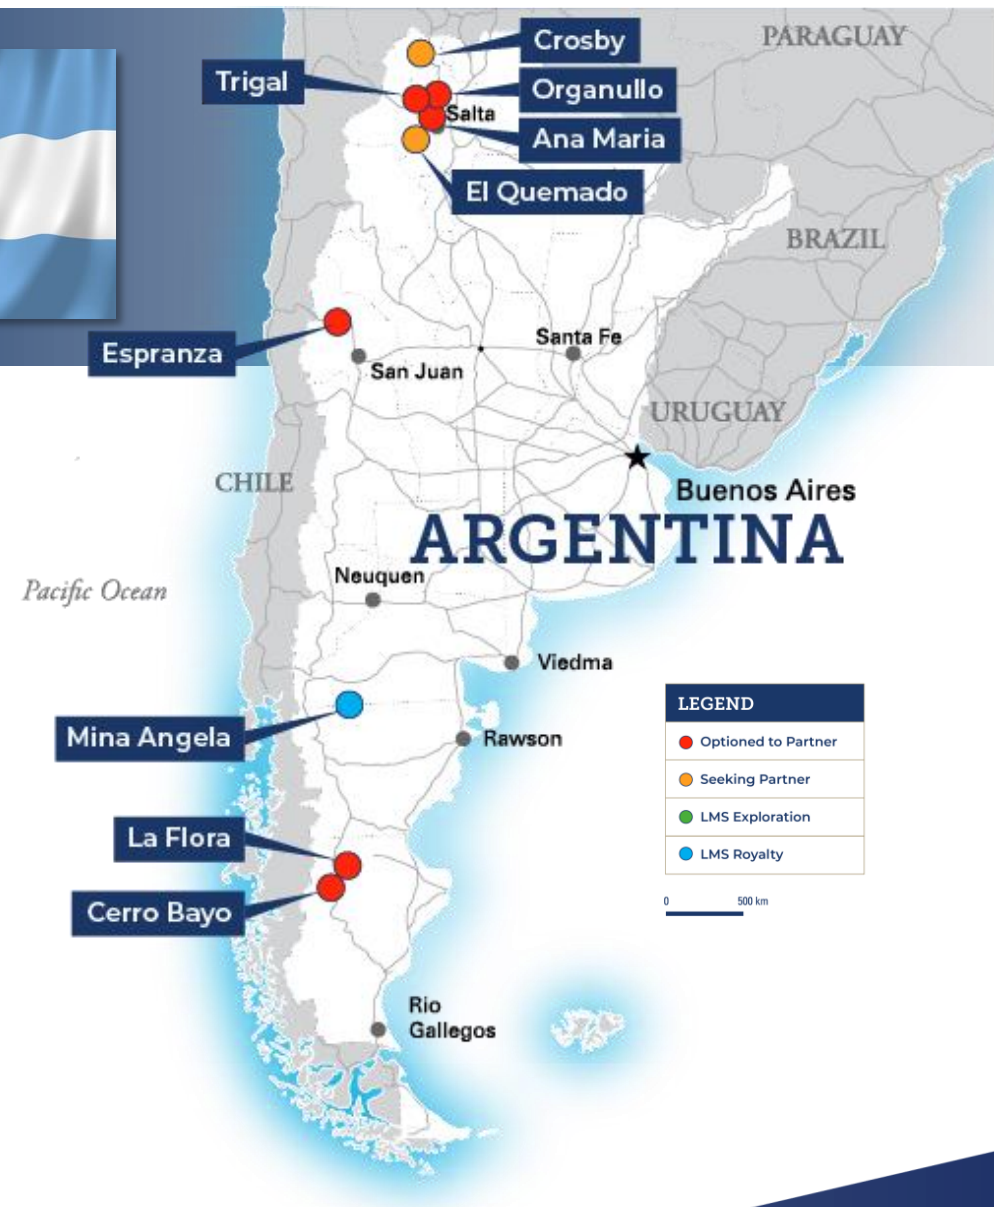 Crosby
PARAGUAY
Trigal
Organullo
Salta
Ana Maria
El Quemado
BRAZIL
Espranza
Santa Fe
San Juan
URUGUAY
CHILE
Buenos Aires
ARGENTINA
Neuquen
Pacific Ocean
Viedma
Mina Angela
Rawson
LEGEND
Optioned to Partner
Seeking Partner
LMS Exploration
LMS Royalty
La Flora
Cerro Bayo
0 500 km
Rio
Gallegos